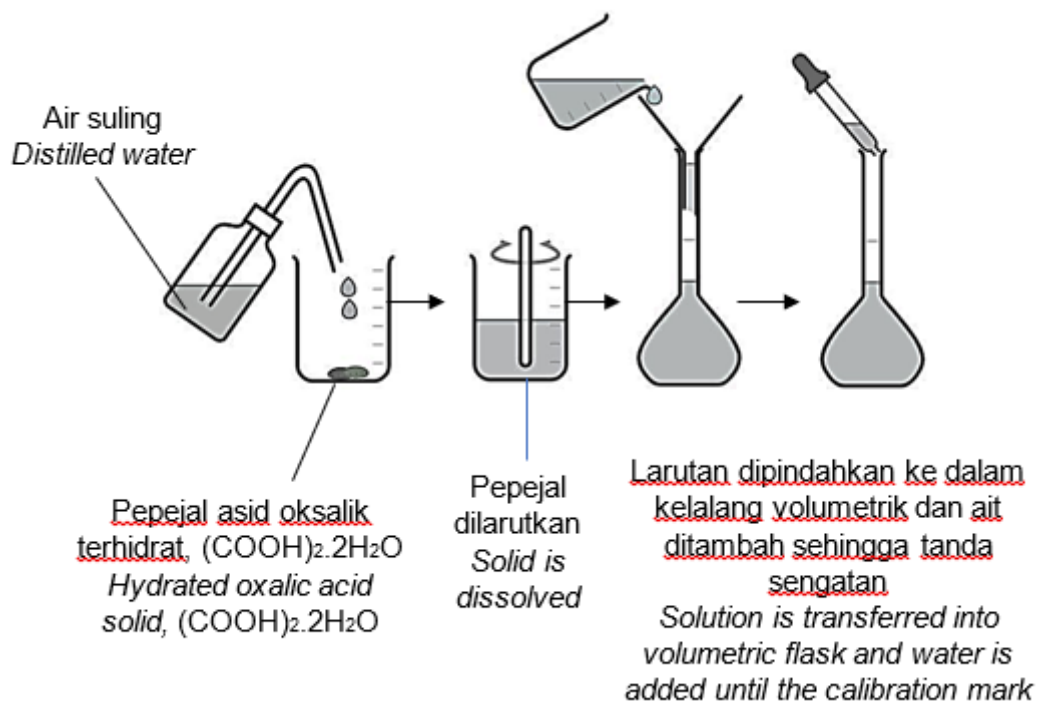 Air suling
Distilled water
Pepejal asid oksalik
terhidrat, (COOH)₂.2H₂O
Hydrated oxalic acid
solid, (COOH)₂.2H₂O
Pepejal
dilarutkan
Solid is
dissolved
Larutan dipindahkan ke dalam
kelalang volumetrik dan ait
ditambah sehingga tanda
sengatan
Solution is transferred into
volumetric flask and water is
added until the calibration mark